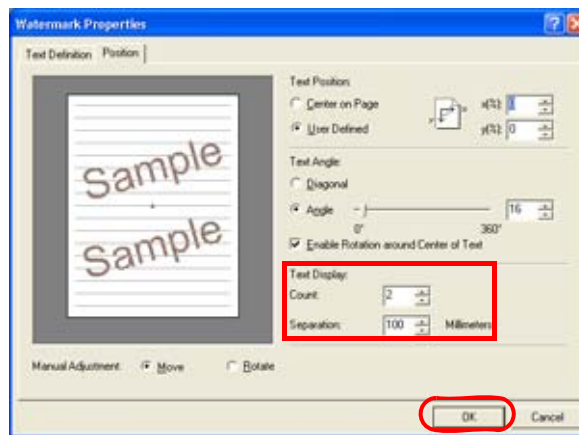 Watermark Properties
Text Definition Position
Text Position:
Center on Page x(%):
User Defined y(%): 0
Text Angle:
Diagonal
Angle 16
0° 360°
Enable Rotation around Center of Text
Text Display:
Count: 2
Separation: 100 Millimeters
Sample
Sample
Manual Adjustment: Move Rotate
OK Cancel